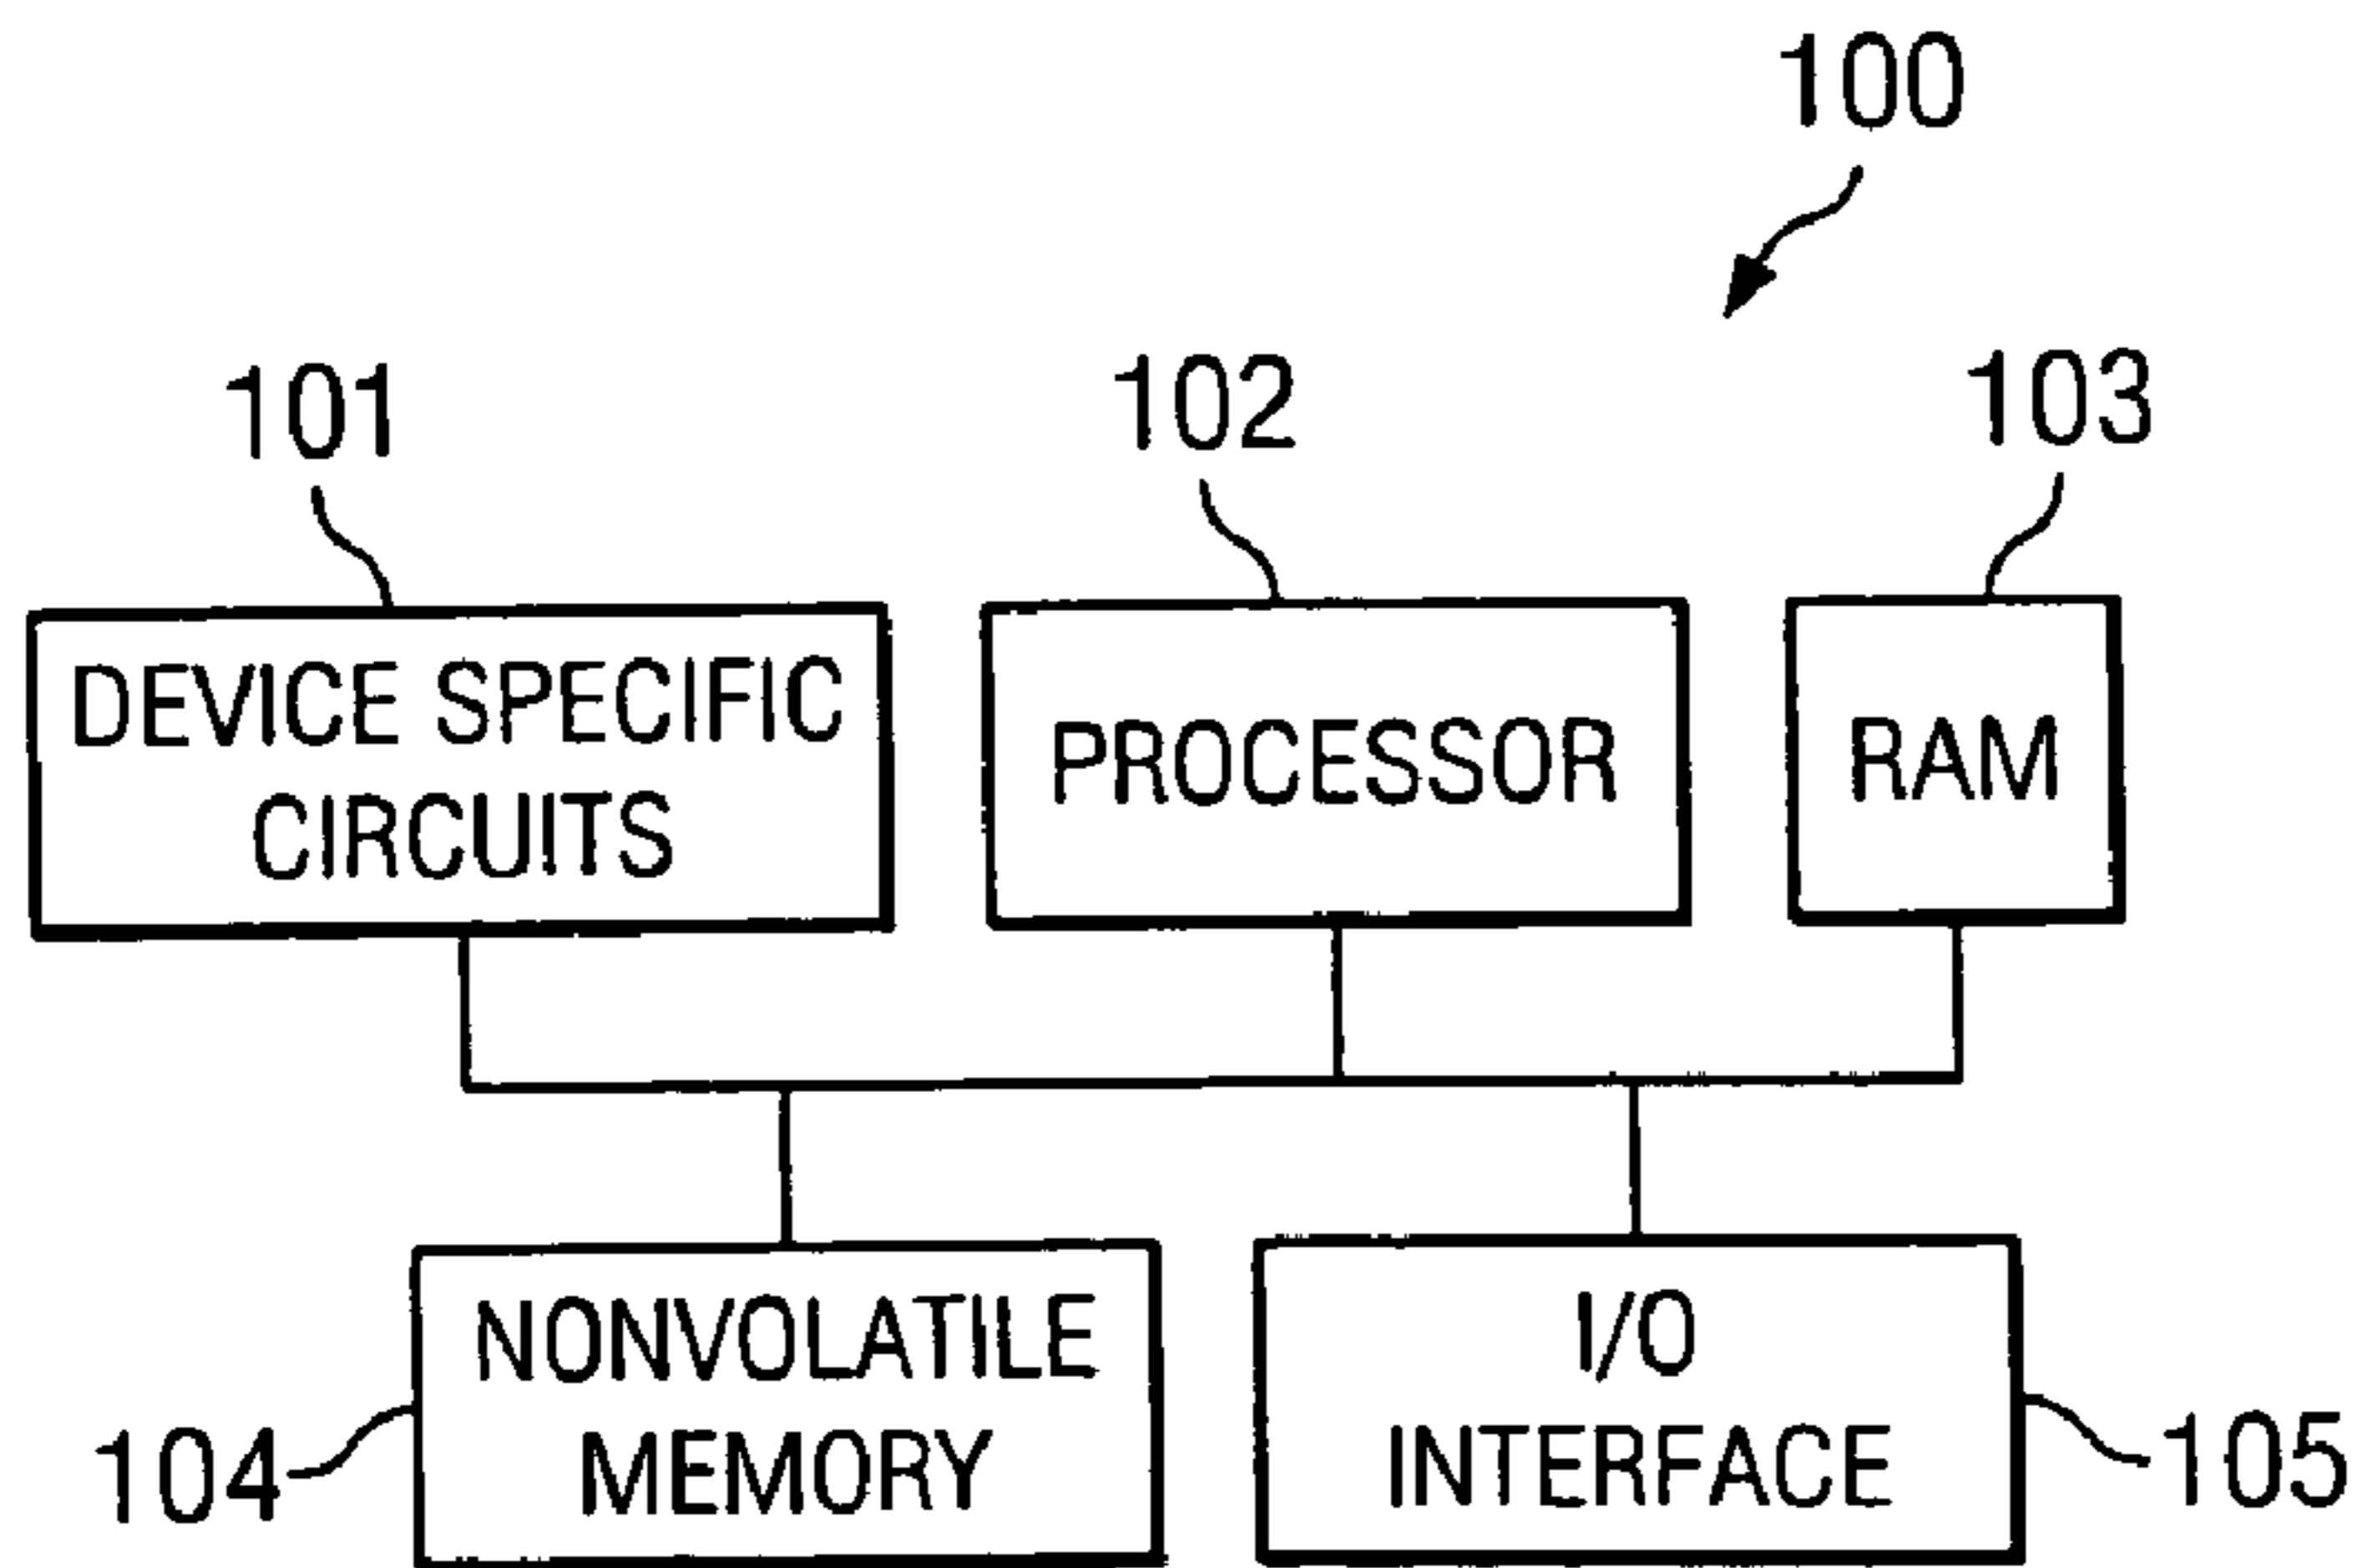 100
101
102
103
DEVICE SPECIFIC
CIRCUITS
PROCESSOR
RAM
NONVOLATILE
MEMORY
I/O
INTERFACE
104
105